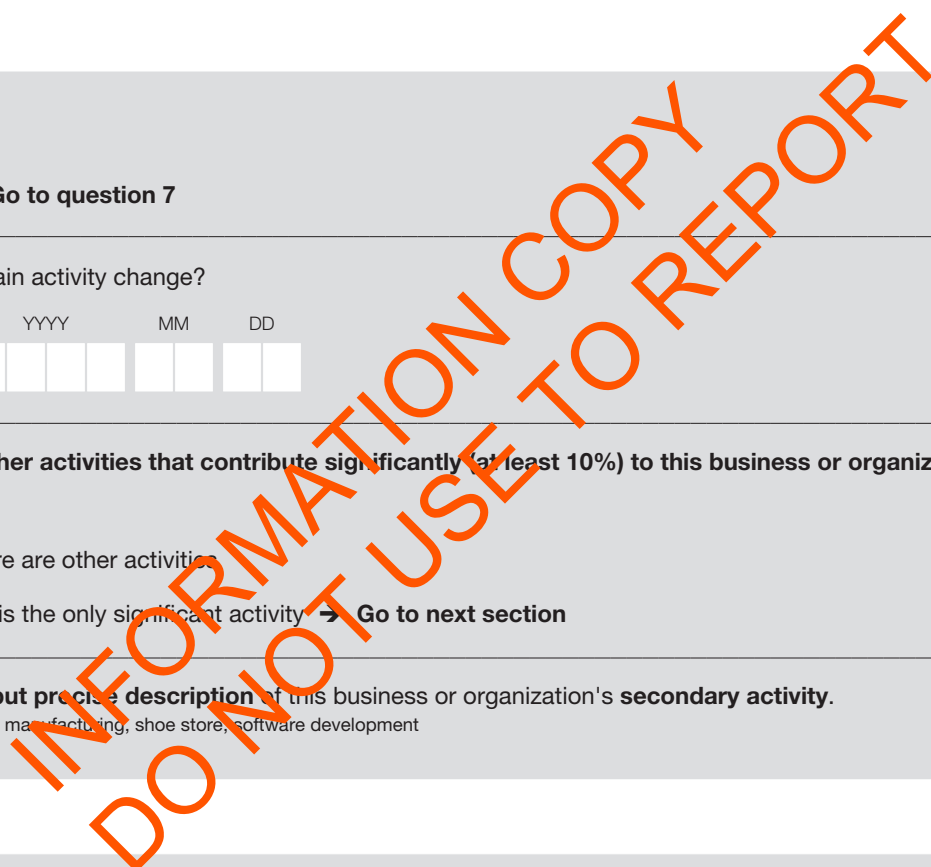 Go to question 7
ain activity change?
YYYY MM DD
her activities that contribute significantly (at least 10%) to this business or organiz
re are other activities
is the only significant activity ➔ Go to next section
but precise description of this business or organization's secondary activity.
manufacturing, shoe store, software development
INFORMATION COPY
DO NOT USE TO REPORT